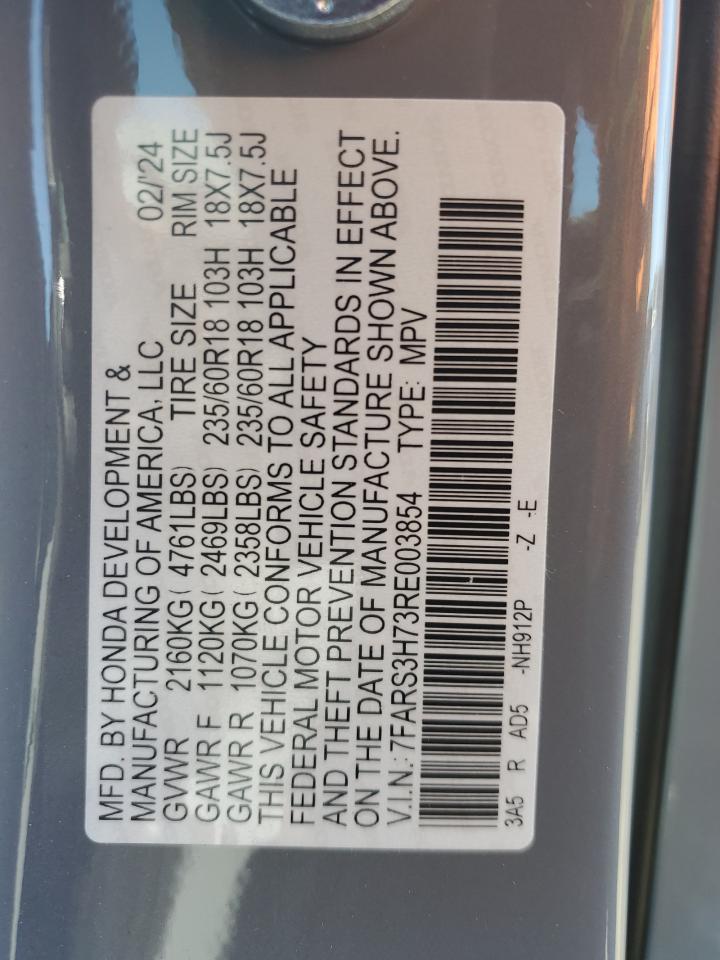 MFD. BY HONDA DEVELOPMENT &
MANUFACTURING OF AMERICA, LLC 02/'24
GVWR 2160KG( 4761LBS) TIRE SIZE RIM SIZE
GAWR F 1120KG( 2469LBS) 235/60R18 103H 18X7.5J
GAWR R 1070KG( 2358LBS) 235/60R18 103H 18X7.5J
THIS VEHICLE CONFORMS TO ALL APPLICABLE
FEDERAL MOTOR VEHICLE SAFETY
AND THEFT PREVENTION STANDARDS IN EFFECT
ON THE DATE OF MANUFACTURE SHOWN ABOVE.
V.I.N.: 7FARS3H73RE003854 TYPE: MPV
3A5 R AD5 -NH912P -Z -E